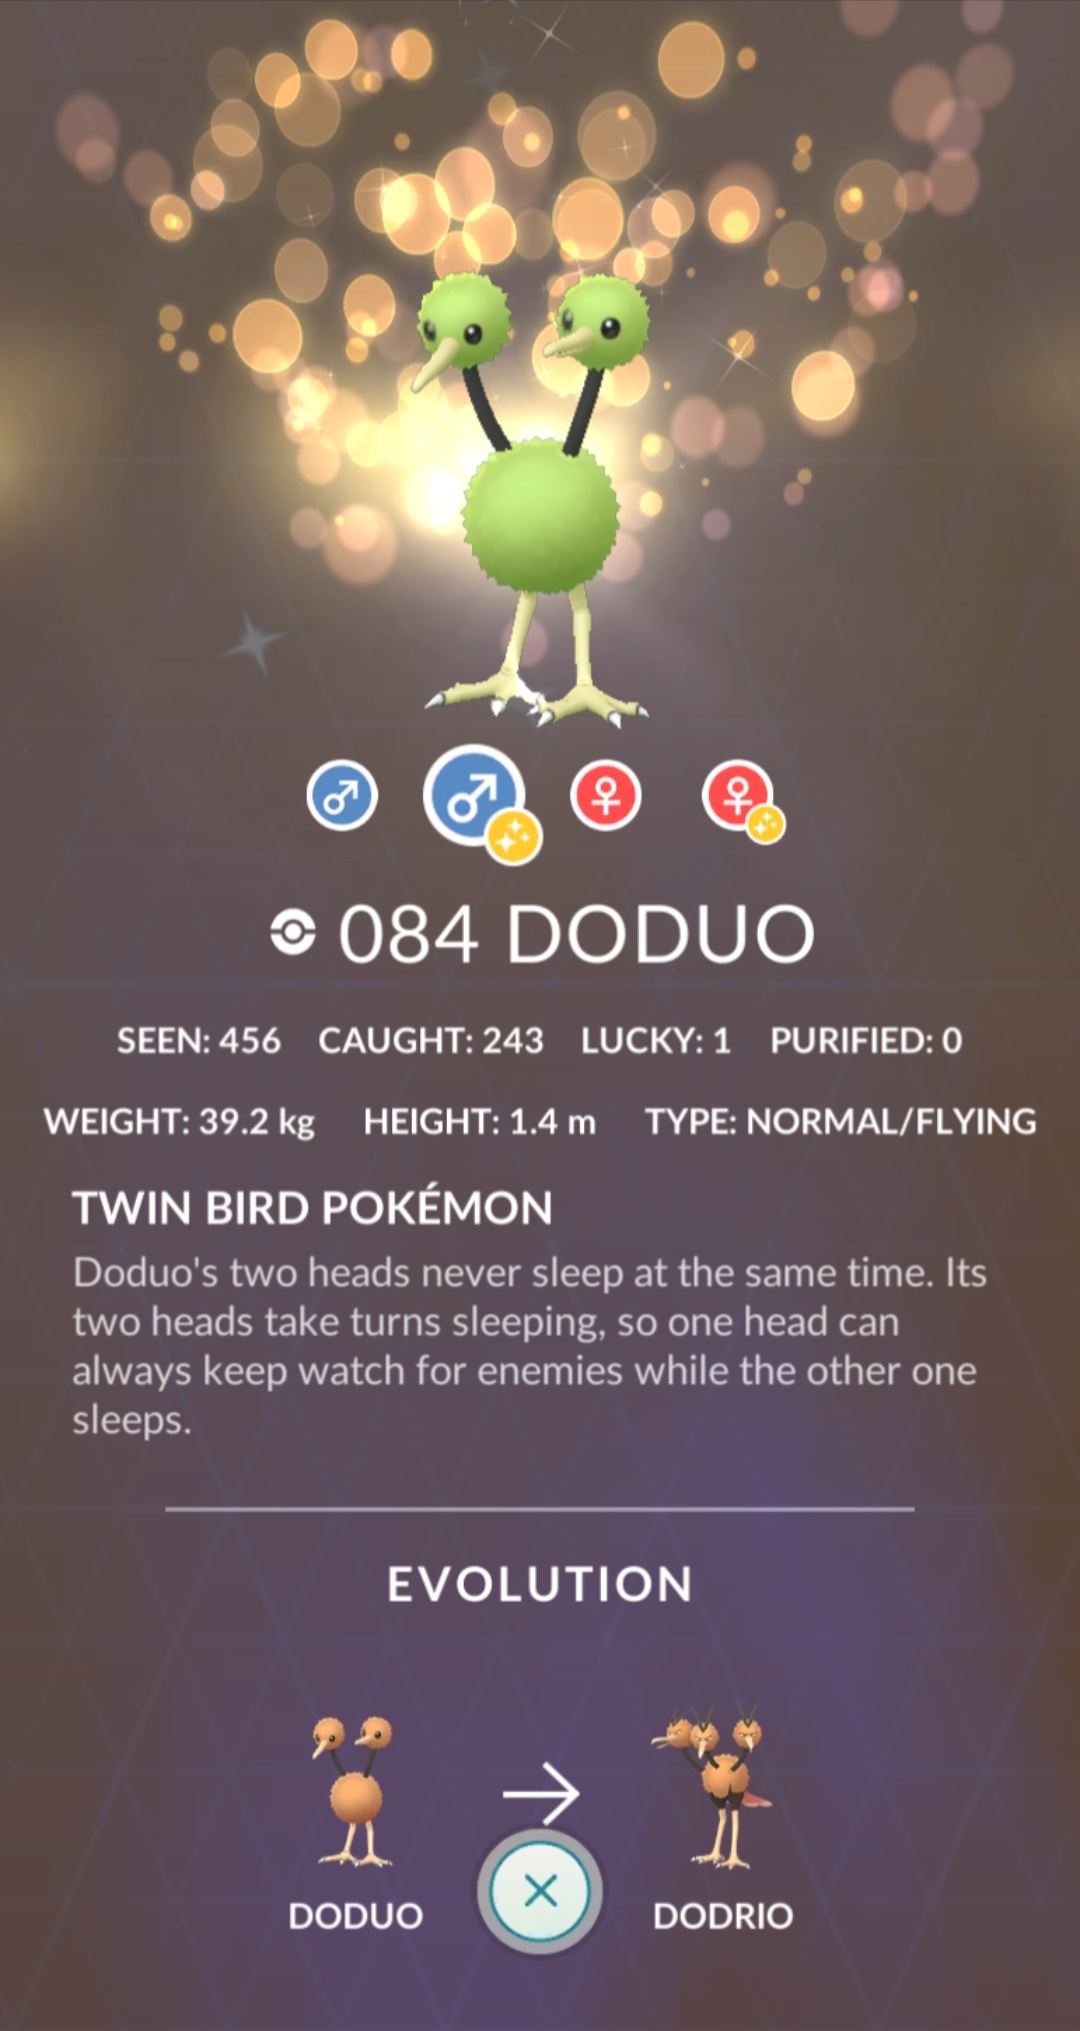 084 DODUO
SEEN: 456 CAUGHT: 243 LUCKY: 1 PURIFIED: 0
WEIGHT: 39.2 kg HEIGHT: 1.4 m TYPE: NORMAL/FLYING
TWIN BIRD POKÉMON
Doduo's two heads never sleep at the same time. Its
two heads take turns sleeping, so one head can
always keep watch for enemies while the other one
sleeps.
EVOLUTION
DODUO DODRIO